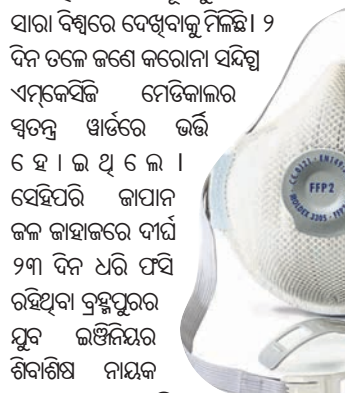 ସାରା ବିଶ୍ୱରେ ଦେଖିବାକୁ ମିଳିଛି। ୨
ଦିନ ତଳେ ଜଣେ କରୋନା ସନ୍ଦିଗ୍ଧ
ଏମ୍‌କେସିଜି ମେଡିକାଲର
ସ୍ୱତନ୍ତ୍ର ୱାର୍ଡରେ ଭର୍ତ୍ତି
ହୋଇଥିଲେ।
ସେହିପରି ଜାପାନ
ଜଳ ଜାହାଜରେ ଦୀର୍ଘ
୨୩ ଦିନ ଧରି ଫସି
ରହିଥିବା ବ୍ରହ୍ମପୁରର
ଯୁବ ଇଞ୍ଜିନିୟର
ଶିବାଶିଷ ନାୟକ
FFP2